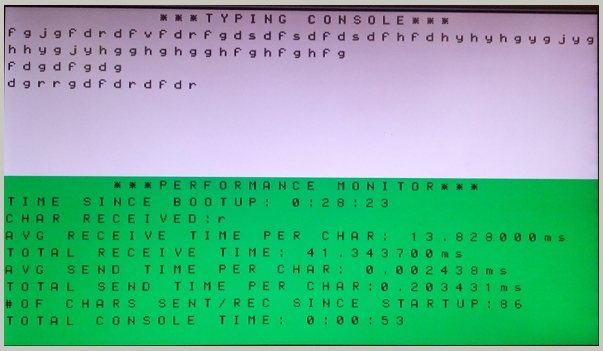 ***TYPING CONSOLE***
fgjgfdrdfvfdrfgdsdfsdfdsdfhfdhyhyhgygjyg
hhygjyhgghghgghfghfghfg
fdgdfgdg
dgrrgdfdrdfdr
***PERFORMANCE MONITOR***
TIME SINCE BOOTUP: 0:28:23
CHAR RECEIVED:r
AVG RECEIVE TIME PER CHAR: 13.828000ms
TOTAL RECEIVE TIME: 41.343700ms
AVG SEND TIME PER CHAR: 0.002438ms
TOTAL SEND TIME PER CHAR:0.203431ms
#OF CHARS SENT/REC SINCE STARTUP:86
TOTAL CONSOLE TIME: 0:00:53